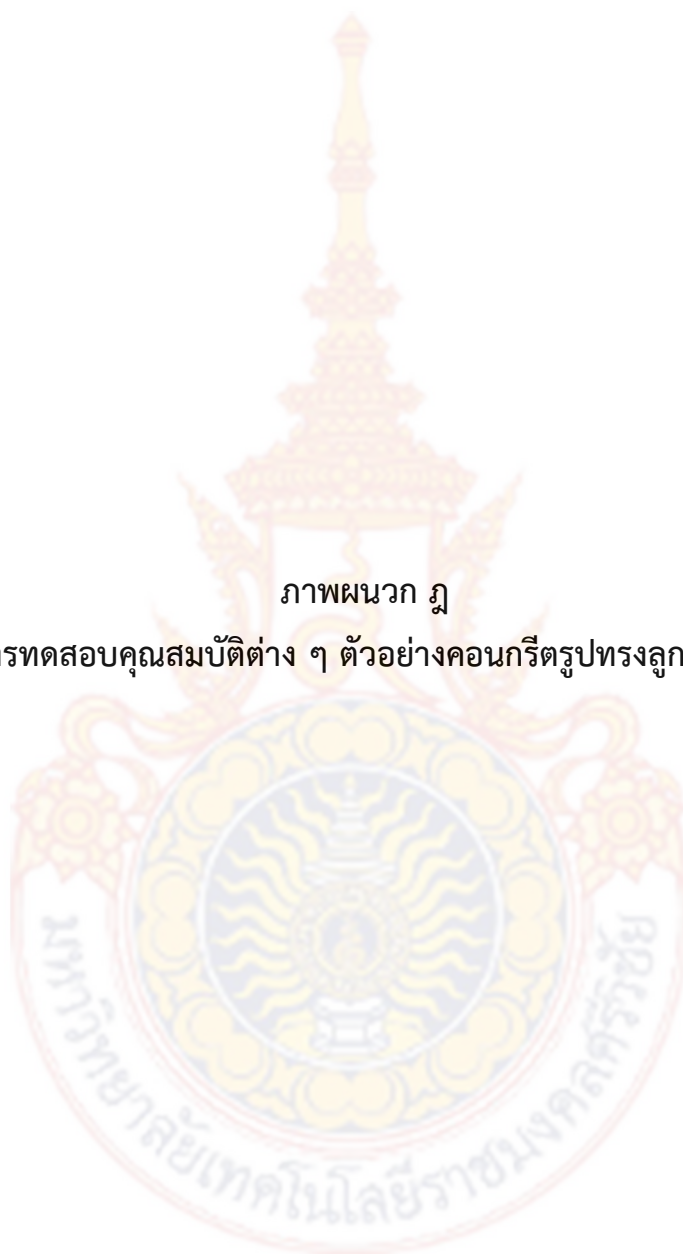 ภาพผนวก ฎ
ารทดสอบคุณสมบัติต่าง ๆ ตัวอย่างคอนกรีตรูปทรงลูก
มหาวิทยาลัยเทคโนโลยีราชมงคลศรีวิชัย